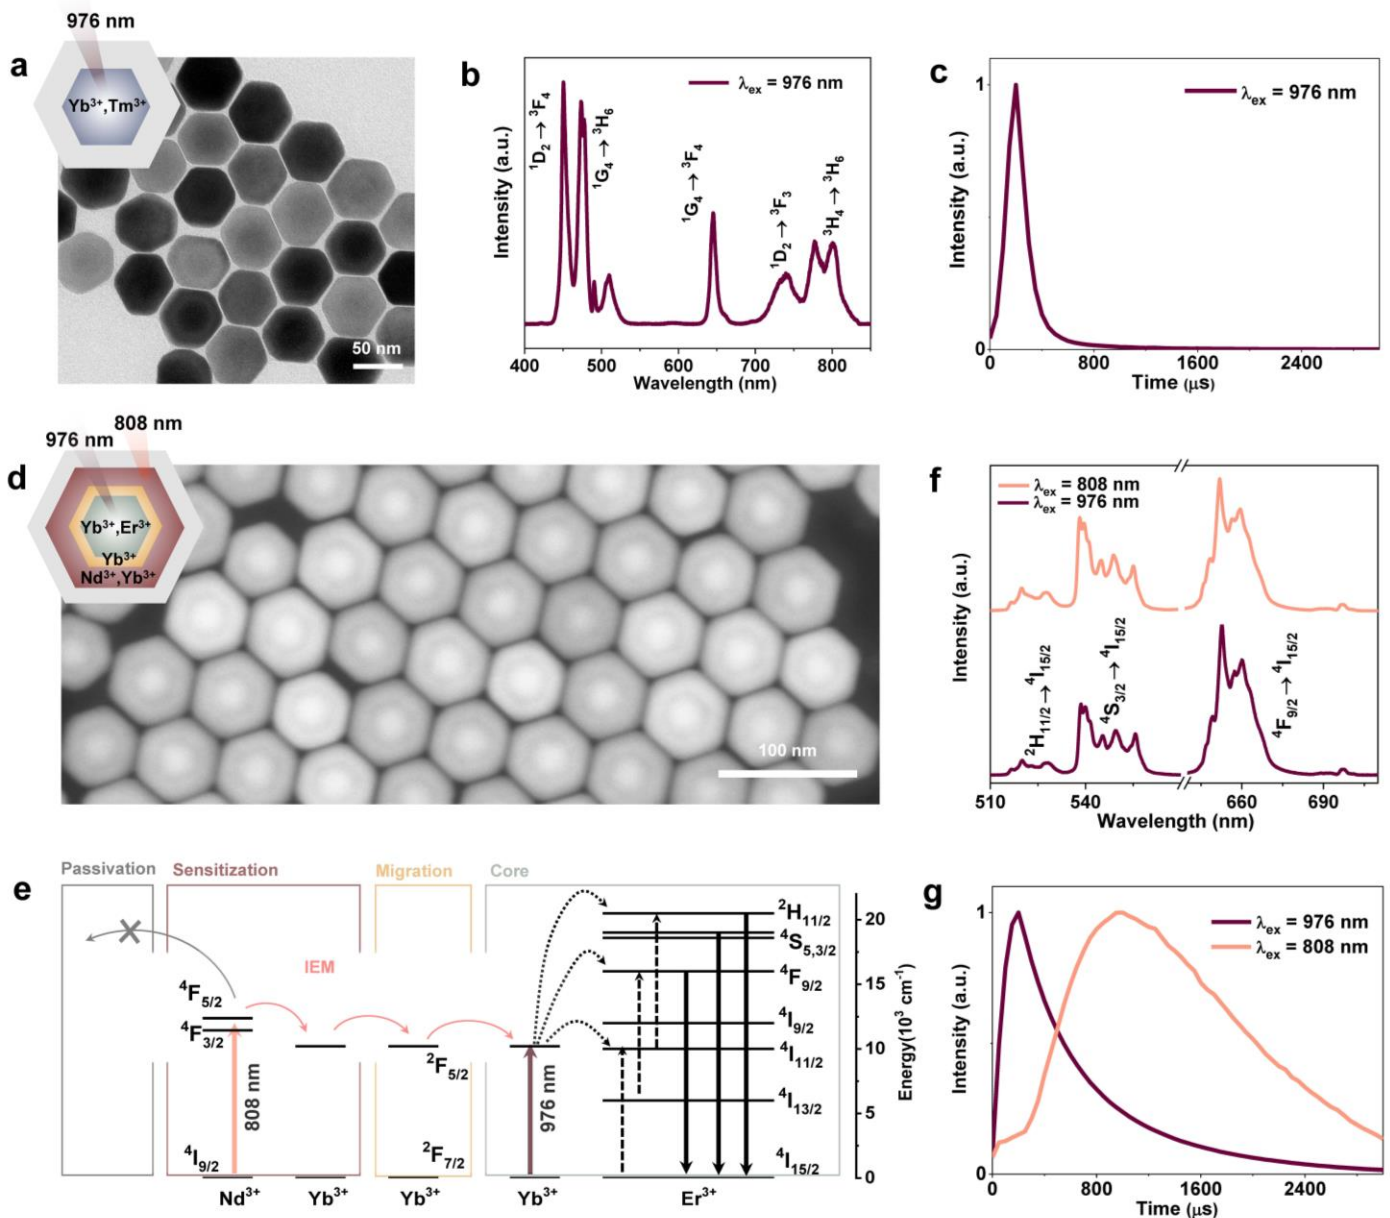 a
976 nm
Yb³⁺,Tm³⁺
50 nm
b
λex = 976 nm
¹D₂ → ³F₄
¹G₄ → ³H₆
¹G₄ → ³F₄
¹D₂ → ³F₃
³H₄ → ³H₆
Intensity (a.u.)
400 500 600 700 800
Wavelength (nm)
c
λex = 976 nm
Intensity (a.u.)
1
0
0 800 1600 2400
Time (μs)
d
808 nm
976 nm
Yb³⁺,Er³⁺
Yb³⁺
Nd³⁺,Yb³⁺
100 nm
f
λex = 808 nm
λex = 976 nm
²H11/2 → ⁴I15/2
⁴S3/2 → ⁴I15/2
⁴F9/2 → ⁴I15/2
Intensity (a.u.)
510 540 660 690
Wavelength (nm)
e
Passivation Sensitization Migration Core
IEM
⁴F5/2
⁴F3/2
⁴I9/2
808 nm
²F5/2
²F7/2
976 nm
²H11/2
⁴S5,3/2
⁴F9/2
⁴I9/2
⁴I11/2
⁴I13/2
⁴I15/2
20
15
10
5
0
Energy(10³ cm⁻¹)
Nd³⁺ Yb³⁺ Yb³⁺ Yb³⁺ Er³⁺
g
λex = 976 nm
λex = 808 nm
Intensity (a.u.)
1
0
0 800 1600 2400
Time (μs)